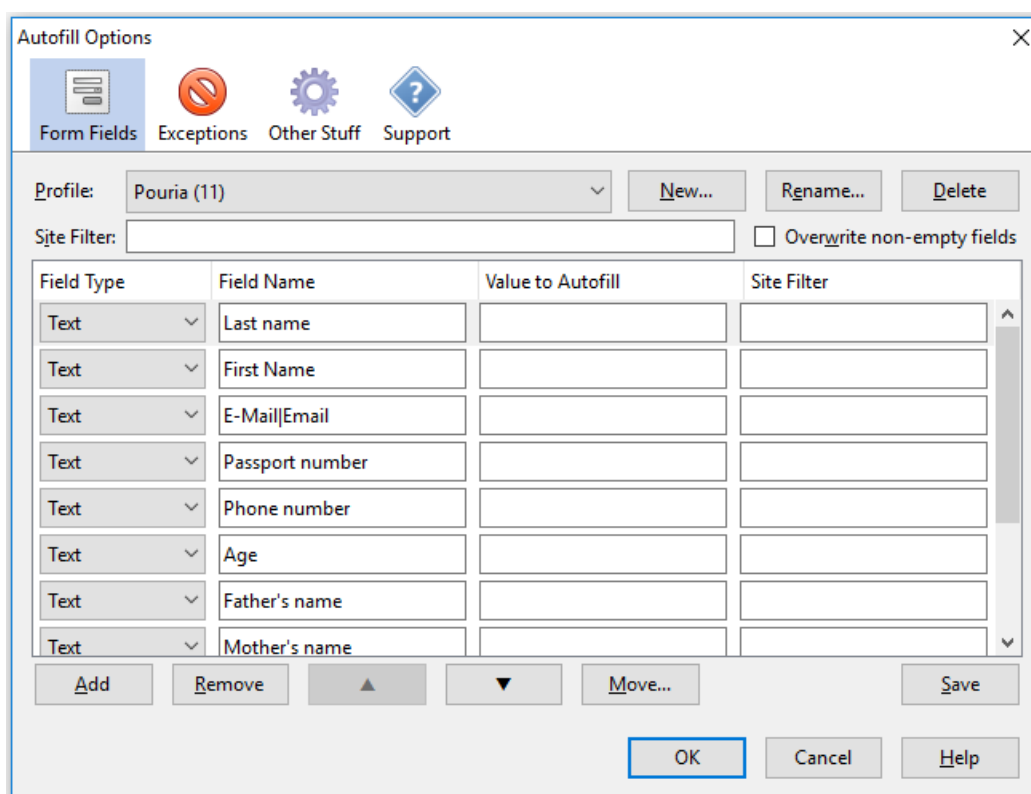 Autofill Options
Form Fields Exceptions Other Stuff Support
Profile: Pouria (11) New... Rename... Delete
Site Filter: Overwrite non-empty fields
Field Type Field Name Value to Autofill Site Filter
Text Last name
Text First Name
Text E-Mail|Email
Text Passport number
Text Phone number
Text Age
Text Father's name
Text Mother's name
Add Remove ▲ ▼ Move... Save
OK Cancel Help